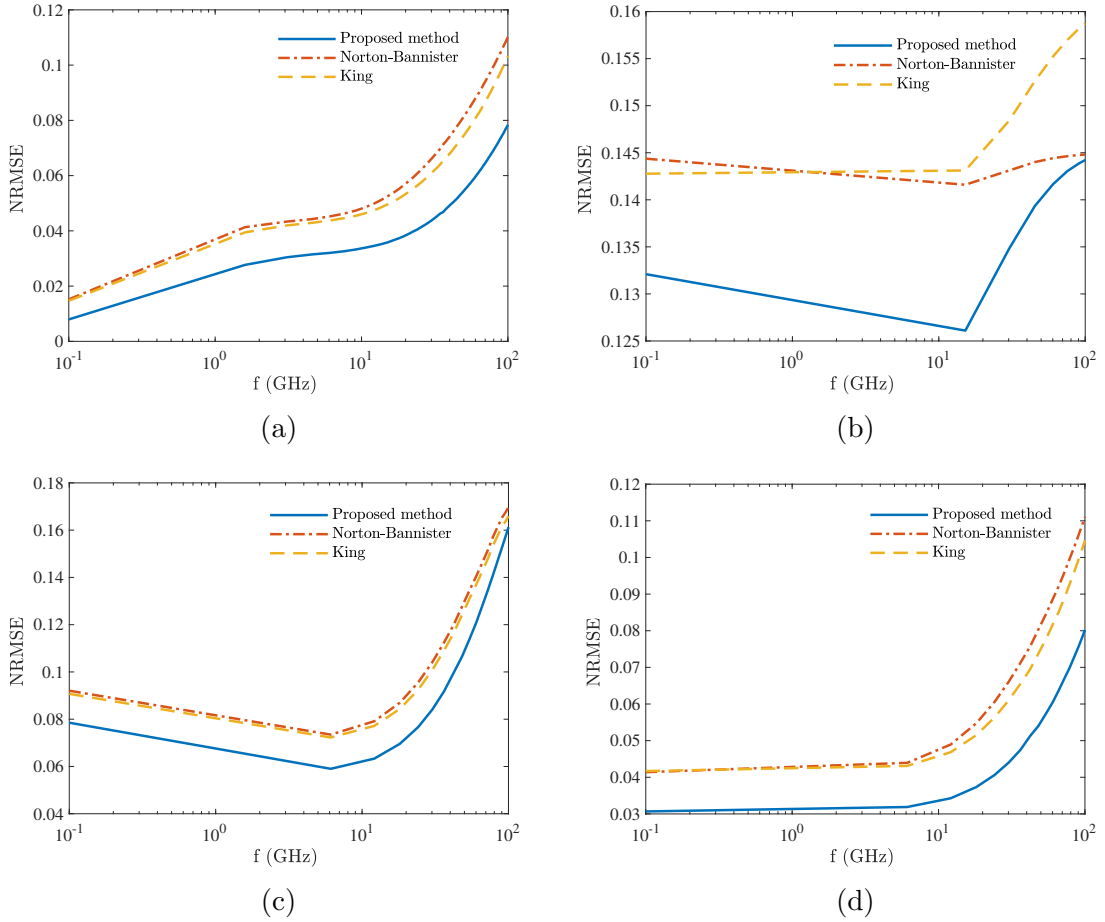 0.12
0.1
0.08
0.06
0.04
0.02
0
NRMSE
Proposed method
Norton-Bannister
King
10^-1
10^0
10^1
10^2
f (GHz)
(a)
0.16
0.155
0.15
0.145
0.14
0.135
0.13
0.125
NRMSE
Proposed method
Norton-Bannister
King
10^-1
10^0
10^1
10^2
f (GHz)
(b)
0.18
0.16
0.14
0.12
0.1
0.08
0.06
0.04
NRMSE
Proposed method
Norton-Bannister
King
10^-1
10^0
10^1
10^2
f (GHz)
(c)
0.12
0.11
0.1
0.09
0.08
0.07
0.06
0.05
0.04
0.03
NRMSE
Proposed method
Norton-Bannister
King
10^-1
10^0
10^1
10^2
f (GHz)
(d)